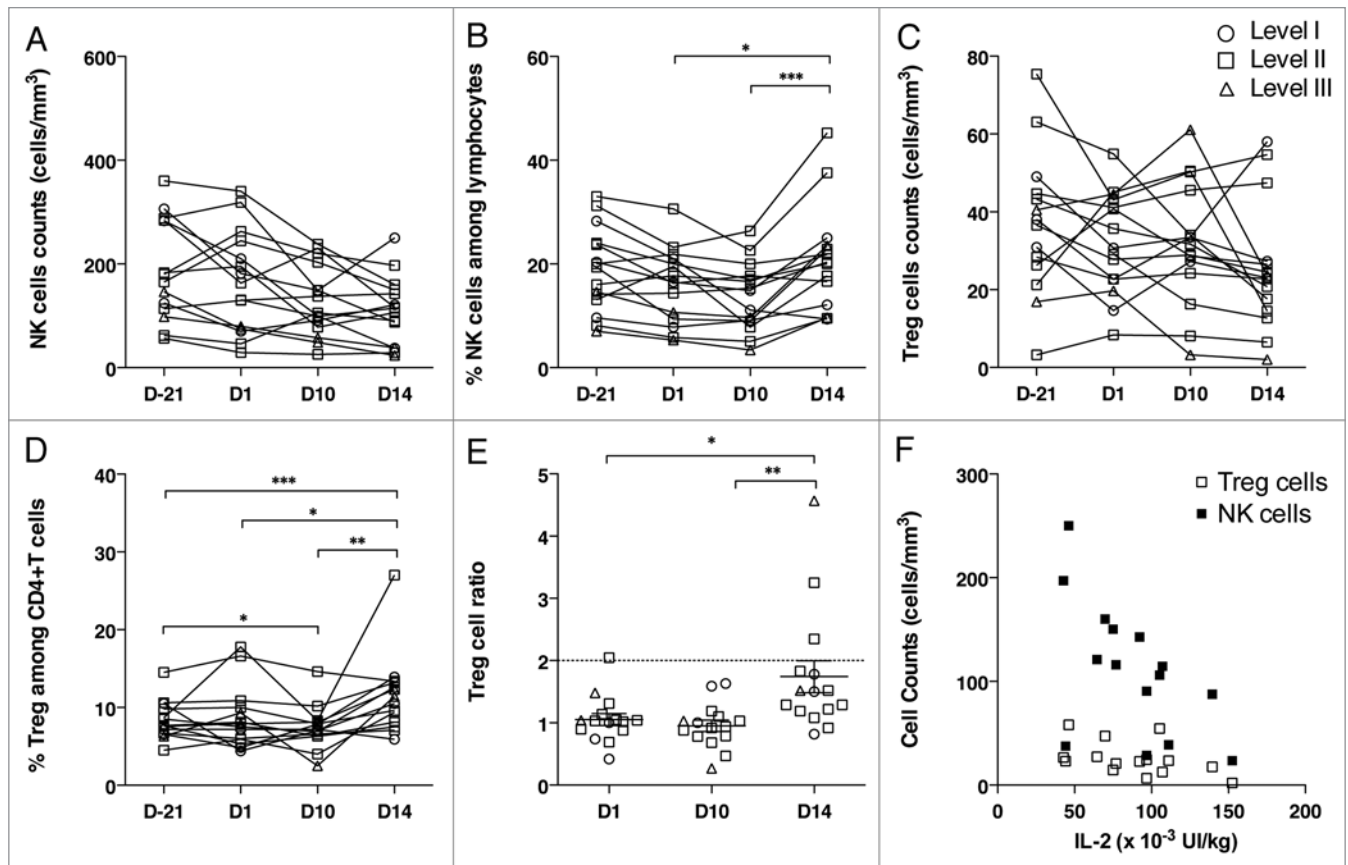 A
NK cells counts (cells/mm³)
600
400
200
0
D-21 D1 D10 D14
B
% NK cells among lymphocytes
60
40
20
0
*
***
D-21 D1 D10 D14
C
Treg cells counts (cells/mm³)
80
60
40
20
0
Level I
Level II
Level III
D-21 D1 D10 D14
D
% Treg among CD4+T cells
40
30
20
10
0
***
*
**
*
D-21 D1 D10 D14
E
Treg cell ratio
5
4
3
2
1
0
*
**
D1 D10 D14
F
Cell Counts (cells/mm³)
300
200
100
0
Treg cells
NK cells
0 50 100 150 200
IL-2 (x 10⁻³ UI/kg)